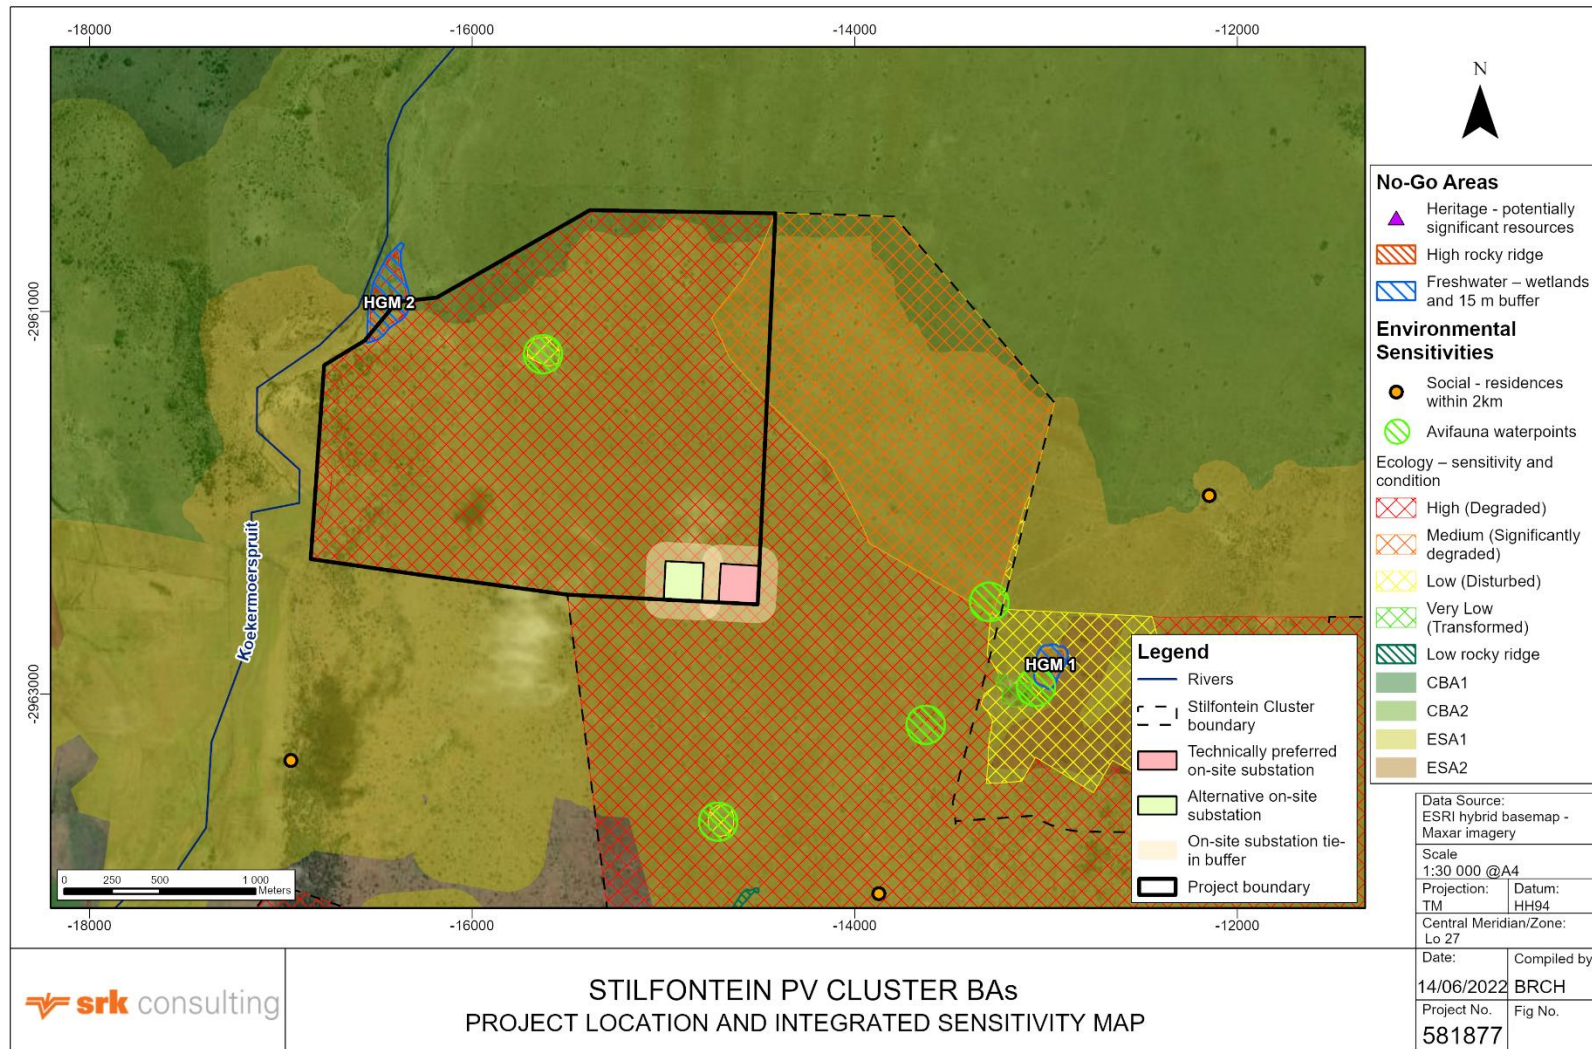 -18000
-16000
-14000
-12000
-2961000
-2963000
HGM 2
HGM 1
Koekermoerspruit
N
No-Go Areas
Heritage - potentially
significant resources
High rocky ridge
Freshwater – wetlands
and 15 m buffer
Environmental
Sensitivities
Social - residences
within 2km
Avifauna waterpoints
Ecology – sensitivity and
condition
High (Degraded)
Medium (Significantly
degraded)
Low (Disturbed)
Very Low
(Transformed)
Low rocky ridge
CBA1
CBA2
ESA1
ESA2
Legend
Rivers
Stilfontein Cluster
boundary
Technically preferred
on-site substation
Alternative on-site
substation
On-site substation tie-
in buffer
Project boundary
0 250 500 1 000
Meters
-18000
-16000
-14000
-12000
Data Source:
ESRI hybrid basemap -
Maxar imagery
Scale
1:30 000 @A4
Projection:
TM
Datum:
HH94
Central Meridian/Zone:
Lo 27
Date:
14/06/2022
Compiled by
BRCH
Project No.
581877
Fig No.
srk consulting
STILFONTEIN PV CLUSTER BAs
PROJECT LOCATION AND INTEGRATED SENSITIVITY MAP